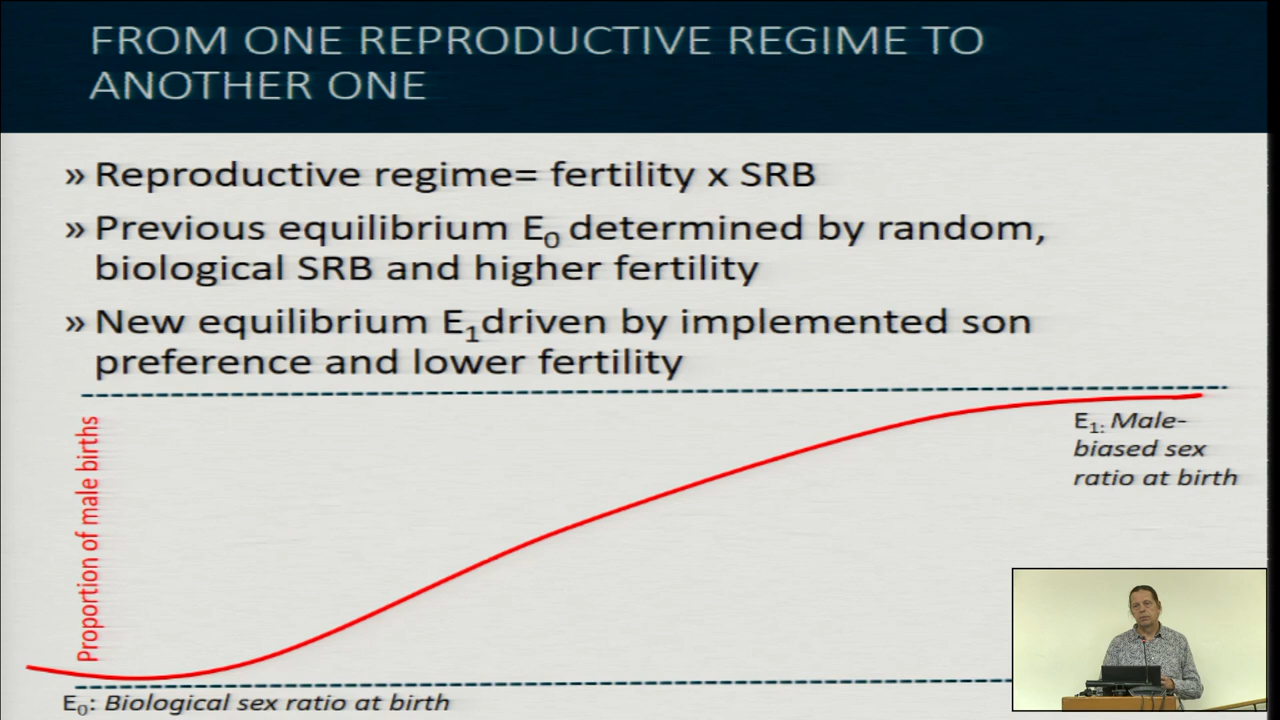 FROM ONE REPRODUCTIVE REGIME TO
ANOTHER ONE
» Reproductive regime= fertility x SRB
» Previous equilibrium E₀ determined by random,
biological SRB and higher fertility
» New equilibrium E₁driven by implemented son
preference and lower fertility
Proportion of male births
E₁: Male-
biased sex
ratio at birth
E₀: Biological sex ratio at birth